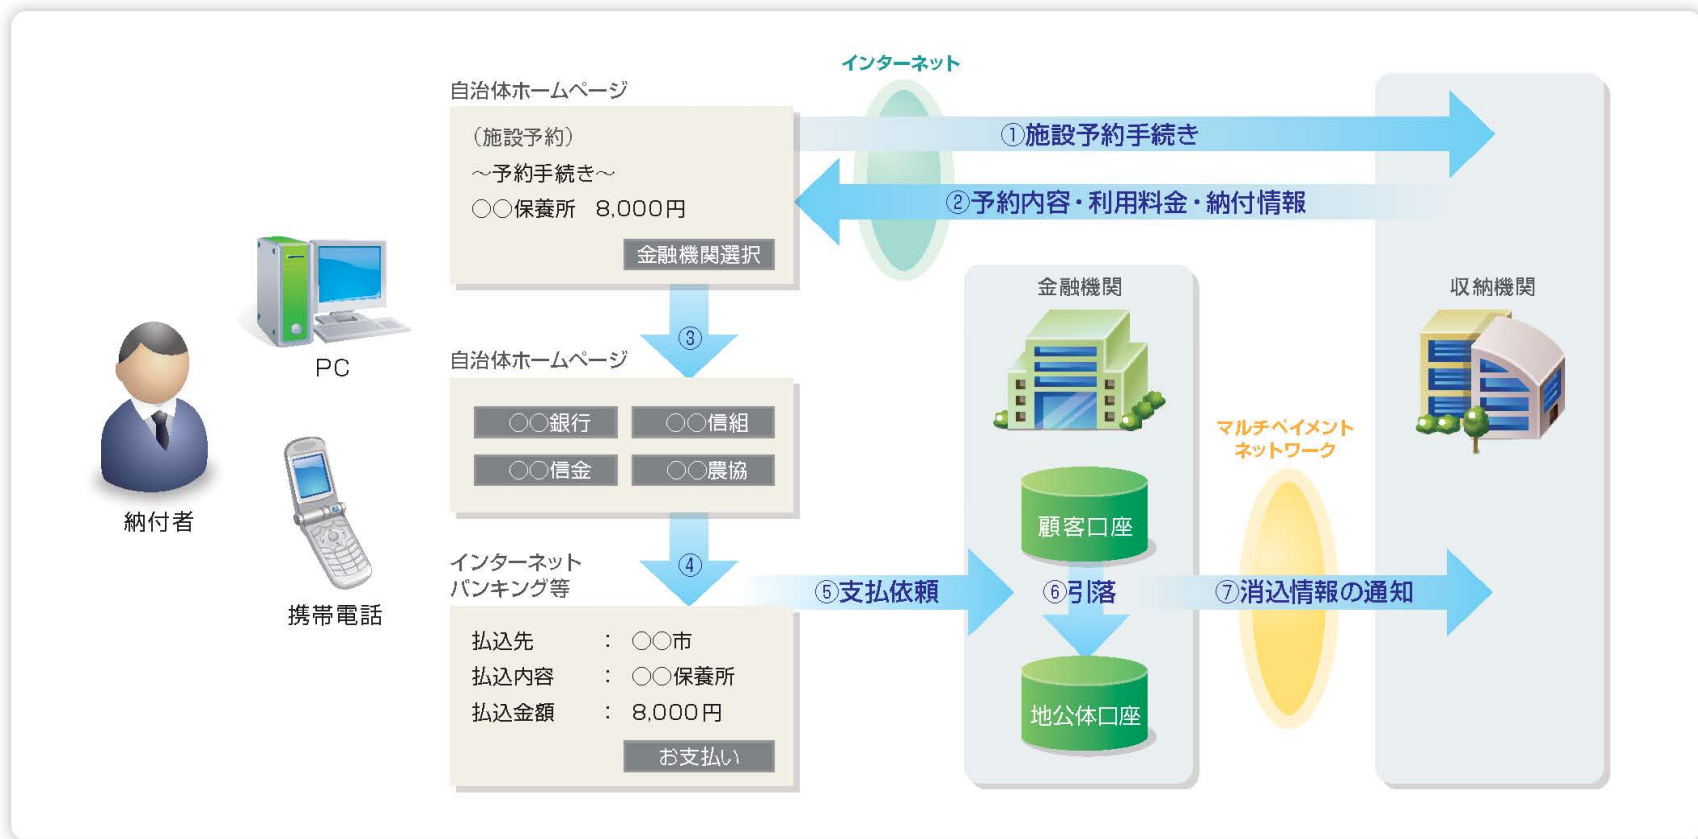 インターネット
自治体ホームページ
（施設予約）
～予約手続き～
○○保養所　8,000円
金融機関選択
①施設予約手続き
②予約内容・利用料金・納付情報
金融機関
収納機関
PC
③
自治体ホームページ
○○銀行
○○信組
○○信金
○○農協
マルチペイメント
ネットワーク
納付者
携帯電話
顧客口座
④
インターネット
バンキング等
⑤支払依頼
⑥引落
⑦消込情報の通知
払込先　：　○○市
払込内容　：　○○保養所
払込金額　：　8,000円
お支払い
地公体口座